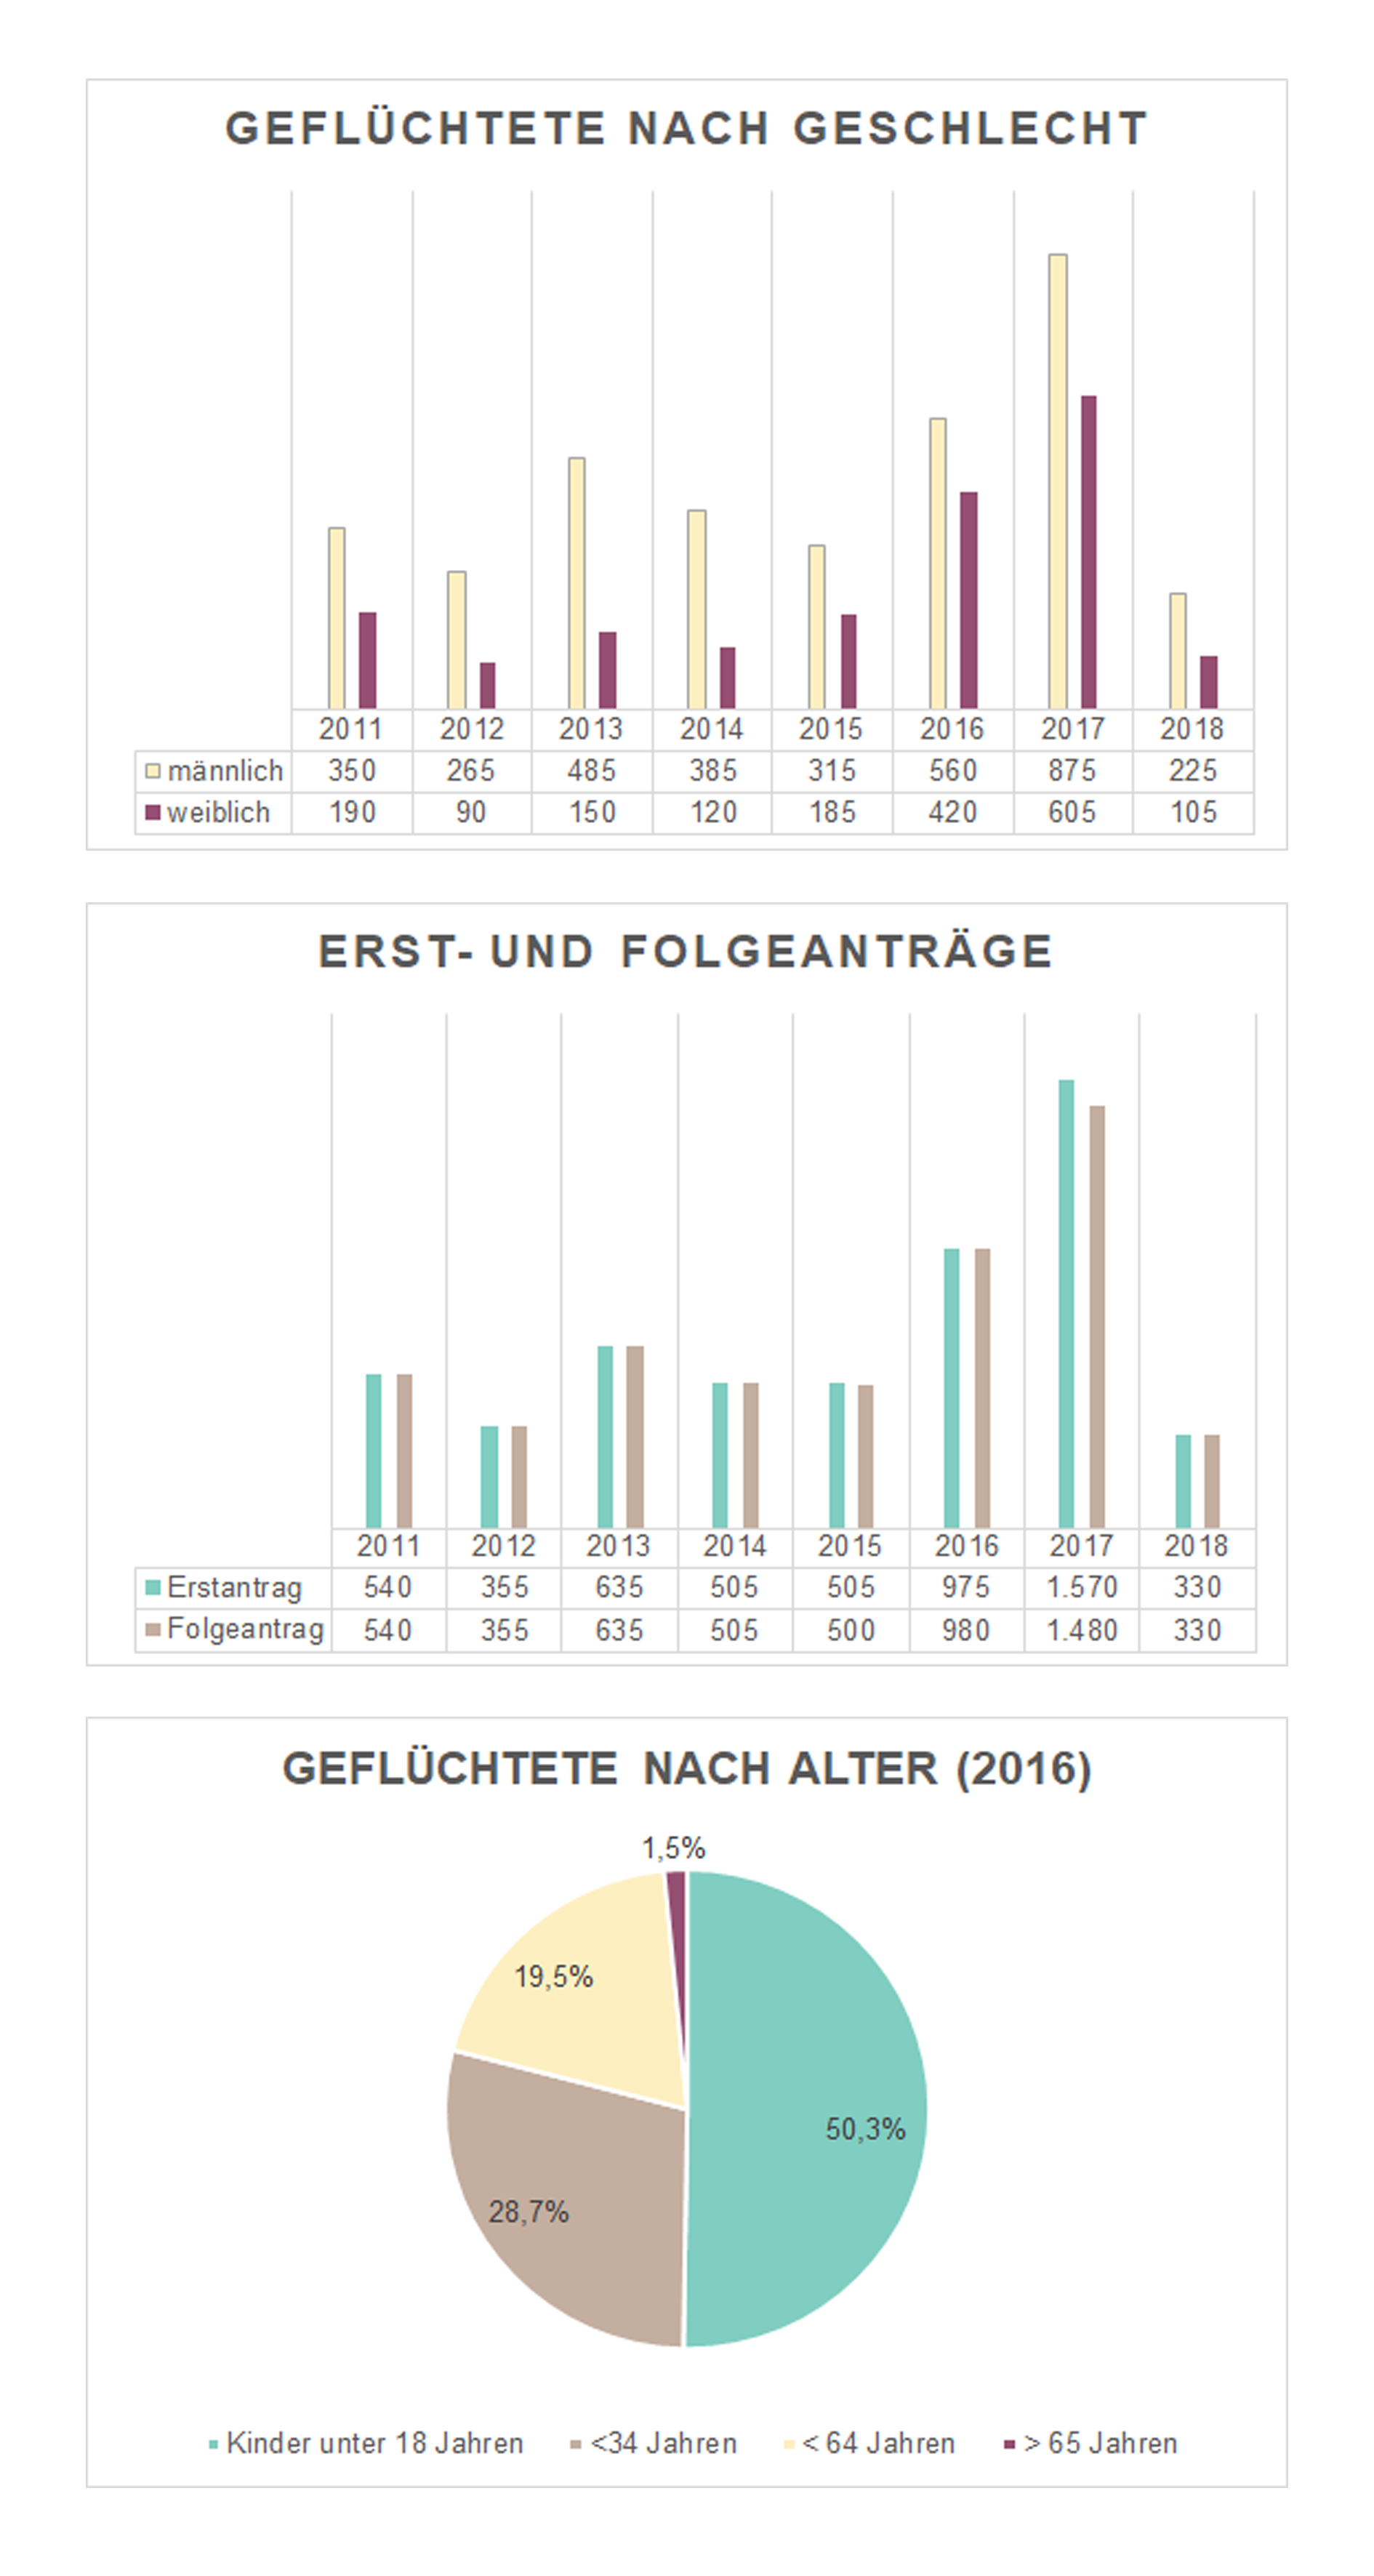 GEFLÜCHTETE NACH GESCHLECHT
2011 2012 2013 2014 2015 2016 2017 2018
männlich 350 265 485 385 315 560 875 225
weiblich 190 90 150 120 185 420 605 105
ERST- UND FOLGEANTRÄGE
2011 2012 2013 2014 2015 2016 2017 2018
Erstantrag 540 355 635 505 505 975 1.570 330
Folgeantrag 540 355 635 505 500 980 1.480 330
GEFLÜCHTETE NACH ALTER (2016)
1,5%
19,5%
50,3%
28,7%
Kinder unter 18 Jahren <34 Jahren < 64 Jahren > 65 Jahren